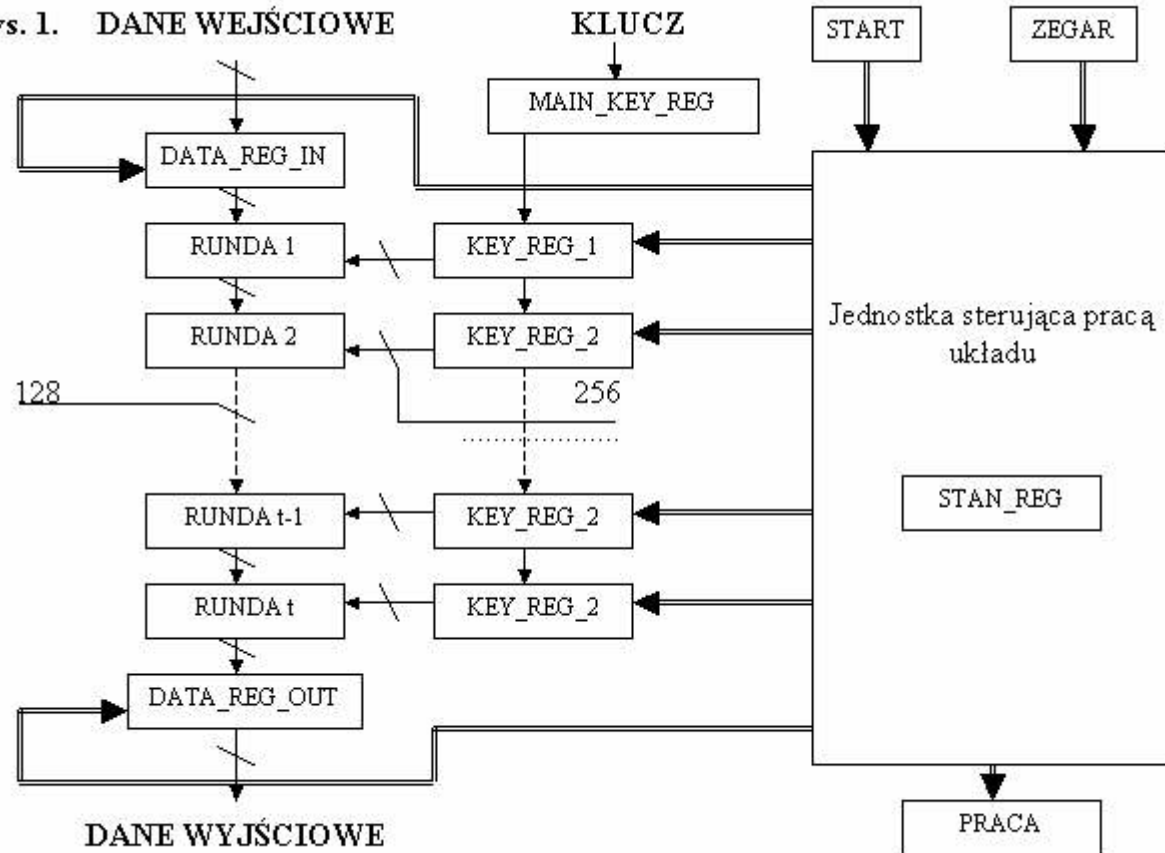 ys. 1. DANE WEJŚCIOWE
KLUCZ
START
ZEGAR
MAIN_KEY_REG
DATA_REG_IN
RUNDA 1
KEY_REG_1
RUNDA 2
KEY_REG_2
Jednostka sterująca pracą
układu
128
256
RUNDA t-1
KEY_REG_2
STAN_REG
RUNDA t
KEY_REG_2
DATA_REG_OUT
DANE WYJŚCIOWE
PRACA